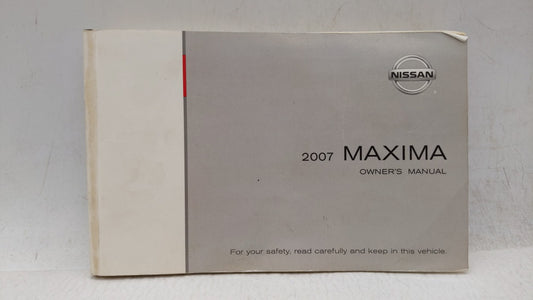 NISSAN
2007 MAXIMA
OWNER'S MANUAL
For your safety, read carefully and keep in this vehicle.